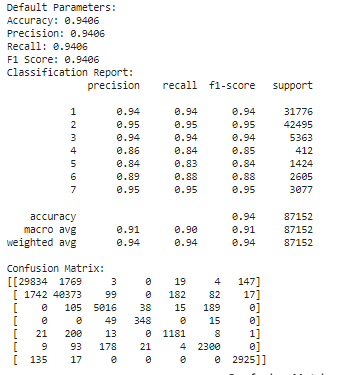 Default Parameters:
Accuracy: 0.9406
Precision: 0.9406
Recall: 0.9406
F1 Score: 0.9406
Classification Report:
precision recall f1-score support
1 0.94 0.94 0.94 31776
2 0.95 0.95 0.95 42495
3 0.94 0.94 0.94 5363
4 0.86 0.84 0.85 412
5 0.84 0.83 0.84 1424
6 0.89 0.88 0.88 2605
7 0.95 0.95 0.95 3077
accuracy 0.94 87152
macro avg 0.91 0.90 0.91 87152
weighted avg 0.94 0.94 0.94 87152
Confusion Matrix:
[[29834 1769 3 0 19 4 147]
[ 1742 40373 99 0 182 82 17]
[ 0 105 5016 38 15 189 0]
[ 0 0 49 348 0 15 0]
[ 21 200 13 0 1181 8 1]
[ 9 93 178 21 4 2300 0]
[ 135 17 0 0 0 0 2925]]